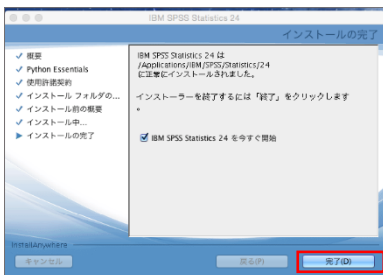 IBM SPSS Statistics 24
インストールの完了
概要
Python Essentials
使用許諾契約
インストール フォルダの...
インストール前の概要
インストール中...
インストールの完了
IBM SPSS Statistics 24 は
/Applications/IBM/SPSS/Statistics/24
に正常にインストールされました。
インストーラーを終了するには「終了」をクリックします
。
IBM SPSS Statistics 24 を今すぐ開始
InstallAnywhere
キャンセル
戻る(P)
完了(D)